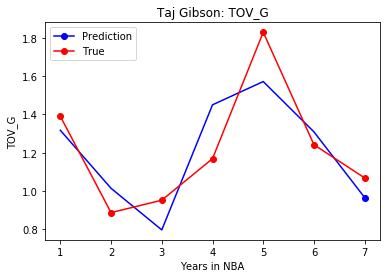 Taj Gibson: TOV_G
Prediction
True
TOV_G
1.8
1.6
1.4
1.2
1.0
0.8
1 2 3 4 5 6 7
Years in NBA